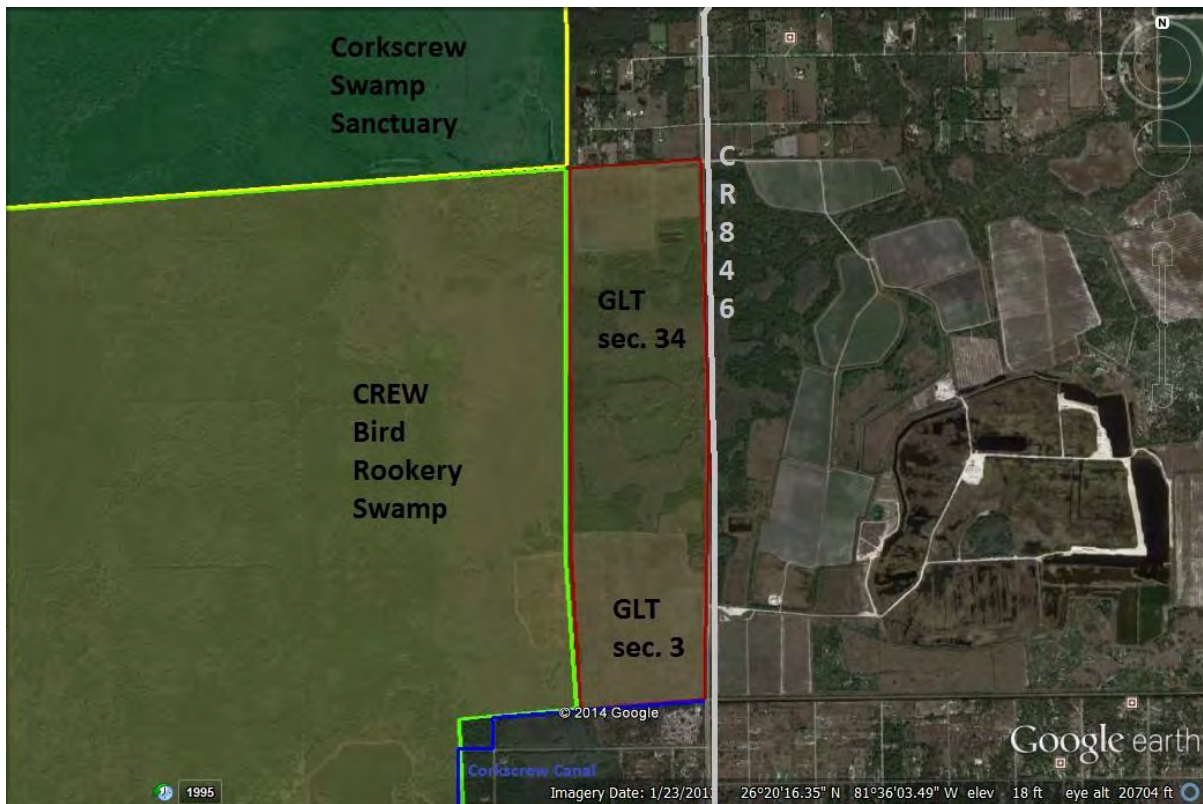 Corkscrew
Swamp
Sanctuary
N
C
R
8
4
6
GLT
sec. 34
CREW
Bird
Rookery
Swamp
GLT
sec. 3
© 2014 Google
Google earth
Corkscrew Canal
1995
Imagery Date: 1/23/201 26°20'16.35" N 81°36'03.49" W elev 18 ft eye alt 20704 ft